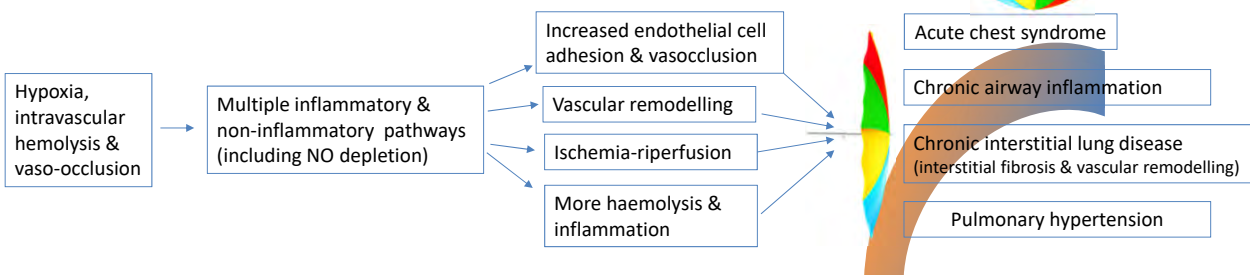 Hypoxia,
intravascular
hemolysis &
vaso-occlusion
Multiple inflammatory &
non-inflammatory pathways
(including NO depletion)
Increased endothelial cell
adhesion & vasocclusion
Vascular remodelling
Ischemia-riperfusion
More haemolysis &
inflammation
Acute chest syndrome
Chronic airway inflammation
Chronic interstitial lung disease
(interstitial fibrosis & vascular remodelling)
Pulmonary hypertension